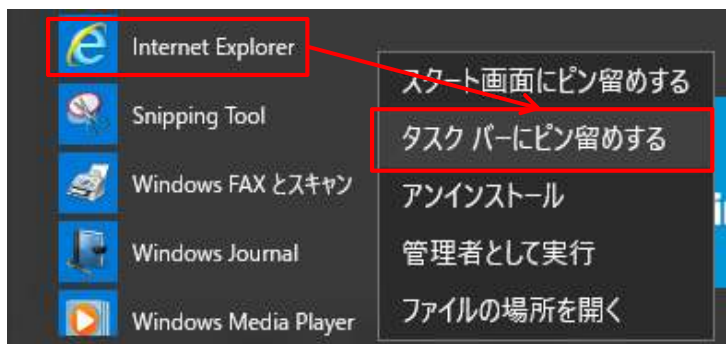 Internet Explorer
Snipping Tool
Windows FAX とスキャン
Windows Journal
Windows Media Player
スタート画面にピン留めする
タスク バーにピン留めする
アンインストール
管理者として実行
ファイルの場所を開く